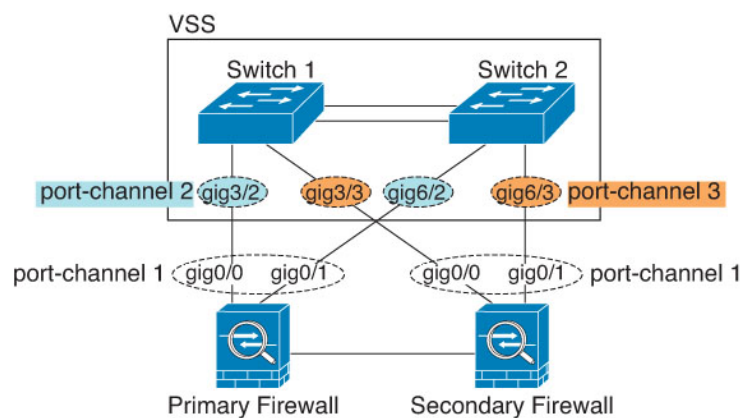 VSS
Switch 1
Switch 2
port-channel 2
gig3/2
gig3/3
gig6/2
gig6/3
port-channel 3
port-channel 1
gig0/0
gig0/1
gig0/0
gig0/1
port-channel 1
Primary Firewall
Secondary Firewall